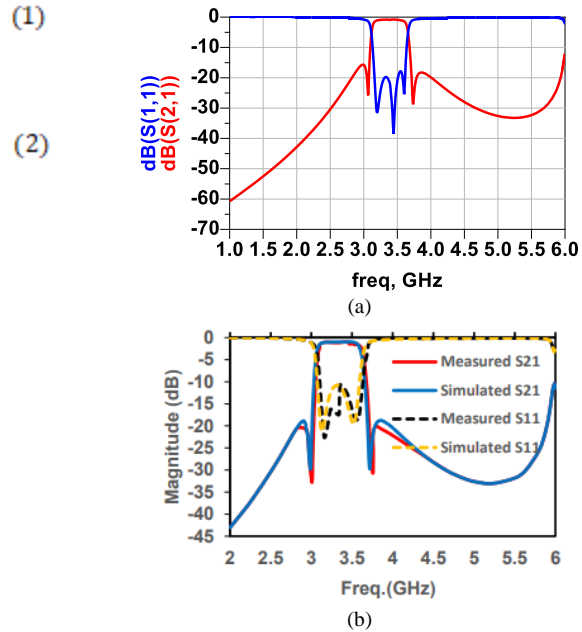 (1)
(2)
dB(S(1,1))
dB(S(2,1))
0
-10
-20
-30
-40
-50
-60
-70
1.0 1.5 2.0 2.5 3.0 3.5 4.0 4.5 5.0 5.5 6.0
freq, GHz
(a)
Magnitude (dB)
0
-5
-10
-15
-20
-25
-30
-35
-40
-45
Measured S21
Simulated S21
Measured S11
Simulated S11
2 2.5 3 3.5 4 4.5 5 5.5 6
Freq.(GHz)
(b)